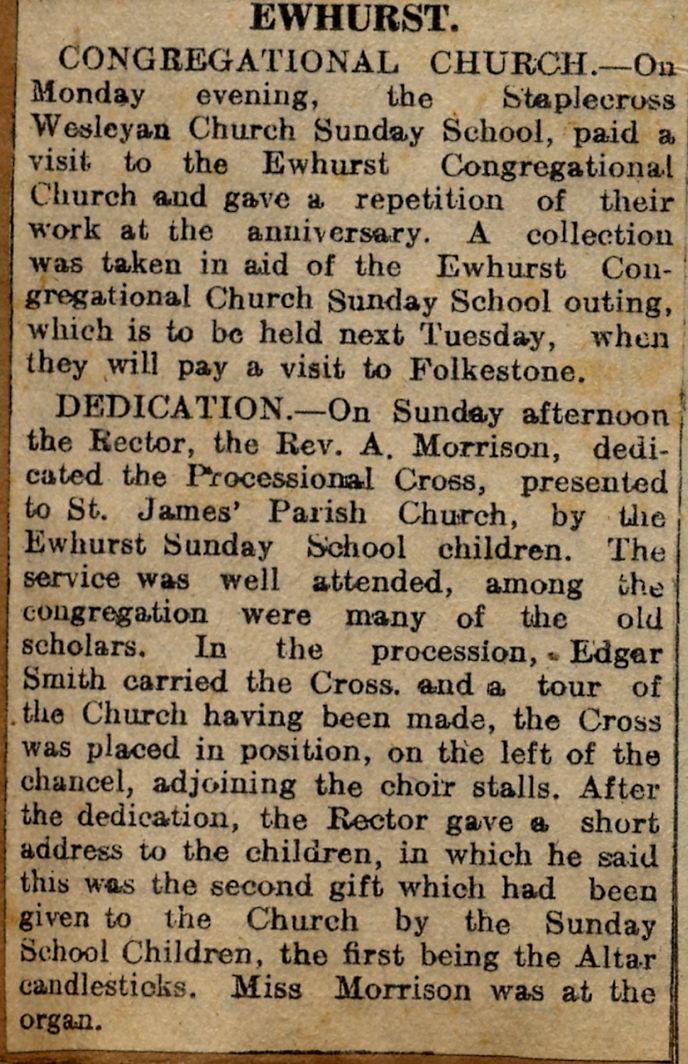 EWHURST.
CONGREGATIONAL CHURCH.—On
Monday evening, the Staplecross
Wesleyan Church Sunday School, paid a
visit to the Ewhurst Congregational
Church and gave a repetition of their
work at the anniversary. A collection
was taken in aid of the Ewhurst Con-
gregational Church Sunday School outing,
which is to be held next Tuesday, when
they will pay a visit to Folkestone.
DEDICATION.—On Sunday afternoon
the Rector, the Rev. A. Morrison, dedi-
cated the Processional Cross, presented
to St. James' Parish Church, by the
Ewhurst Sunday School children. The
service was well attended, among the
congregation were many of the old
scholars. In the procession, Edgar
Smith carried the Cross. and a tour of
the Church having been made, the Cross
was placed in position, on the left of the
chancel, adjoining the choir stalls. After
the dedication, the Rector gave a short
address to the children, in which he said
this was the second gift which had been
given to the Church by the Sunday
School Children, the first being the Altar
candlesticks. Miss Morrison was at the
organ.